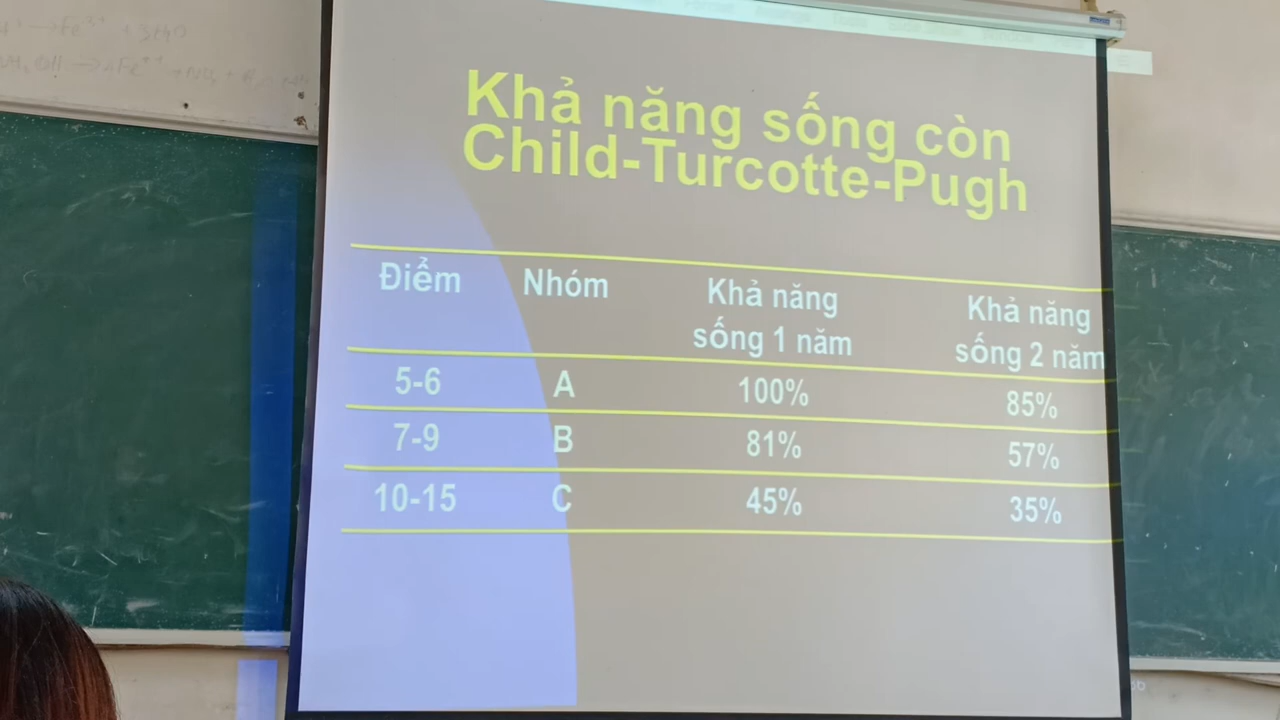 Khả năng sống còn
Child-Turcotte-Pugh
Điểm Nhóm Khả năng sống 1 năm Khả năng sống 2 năm
5-6 A 100% 85%
7-9 B 81% 57%
10-15 C 45% 35%